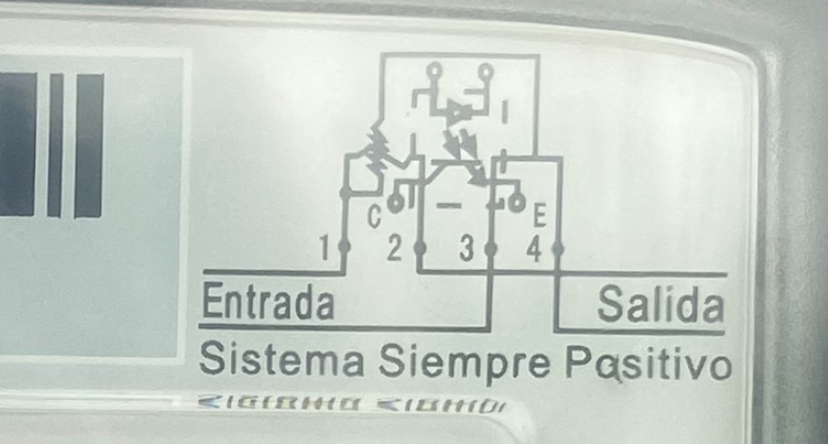 C E
1 2 3 4
Entrada Salida
Sistema Siempre Positivo